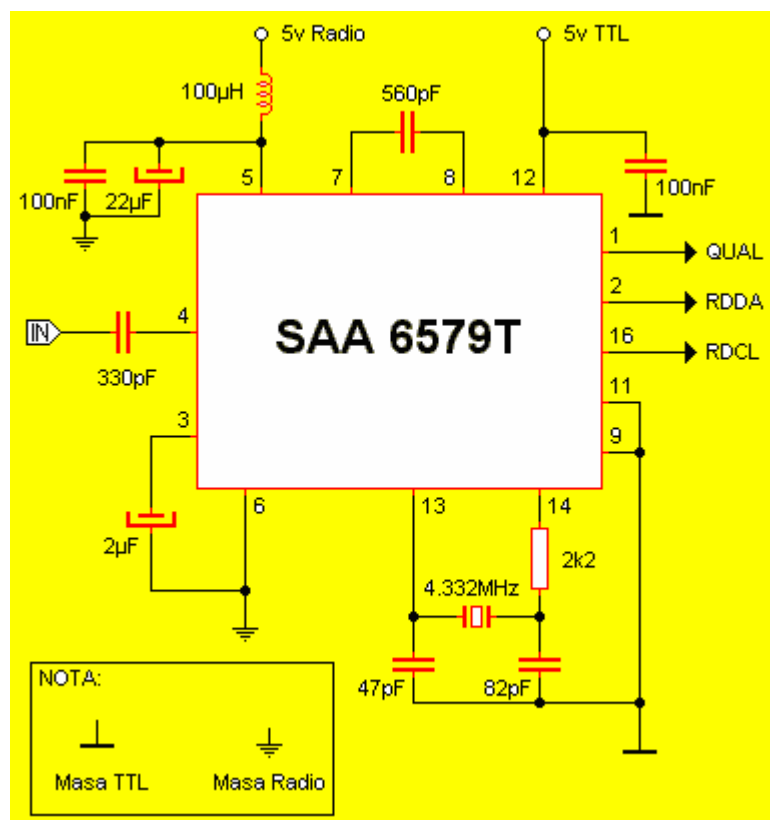 5v Radio
5v TTL
100µH
560pF
100nF
22µF
5
7
8
12
100nF
1
QUAL
2
RDDA
IN
4
SAA 6579T
16
RDCL
330pF
11
3
9
6
13
14
2µF
2k2
4.332MHz
47pF
82pF
NOTA:
Masa TTL
Masa Radio